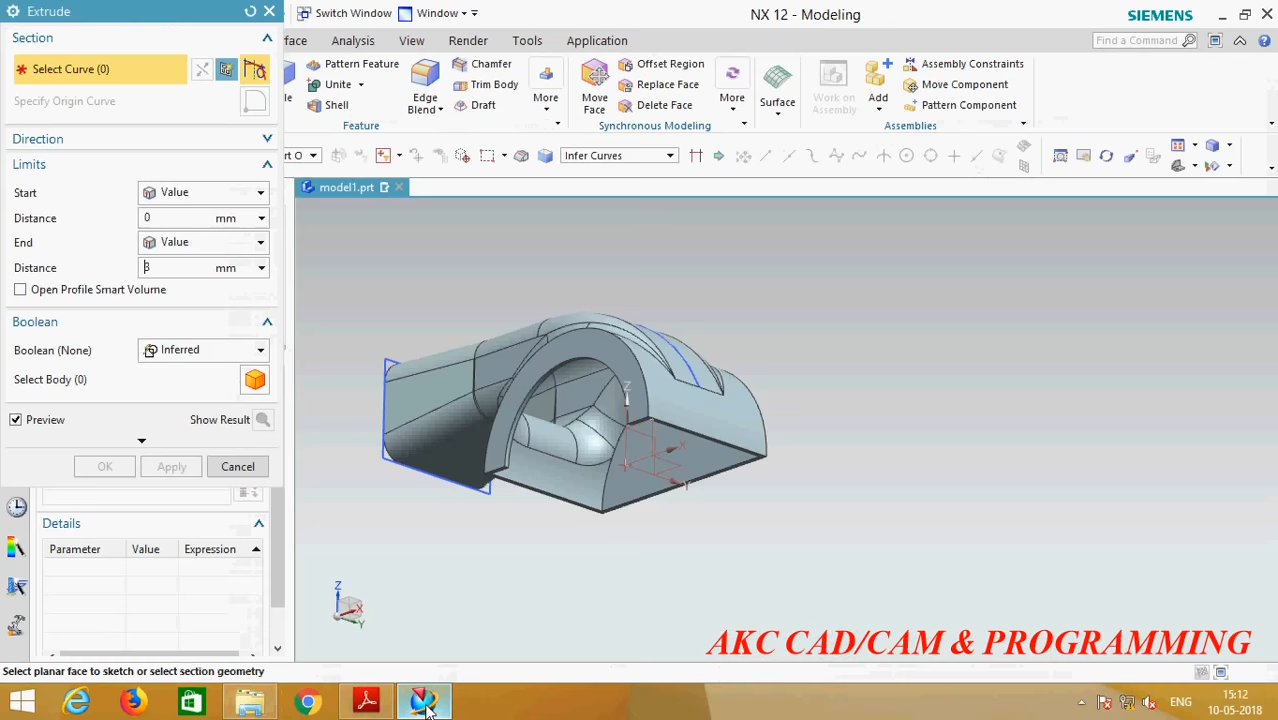 Extrude
Switch Window
Window
NX 12 - Modeling
SIEMENS
Section
Analysis
View
Render
Tools
Application
Find a Command
Select Curve (0)
Specify Origin Curve
Pattern Feature
Unite
Shell
Edge
Blend
Chamfer
Trim Body
Draft
More
Feature
Move
Face
Offset Region
Replace Face
Delete Face
More
Synchronous Modeling
Surface
Work on
Assembly
Add
Assembly Constraints
Move Component
Pattern Component
Assemblies
Direction
Limits
Infer Curves
Start
Value
model1.prt
Distance
0
mm
End
Value
Distance
3
mm
Open Profile Smart Volume
Boolean
Boolean (None)
Inferred
Select Body (0)
Preview
Show Result
OK
Apply
Cancel
Z
X
Y
Details
Parameter
Value
Expression
Z
X
Y
AKC CAD/CAM & PROGRAMMING
Select planar face to sketch or select section geometry
ENG
15:12
10-05-2018